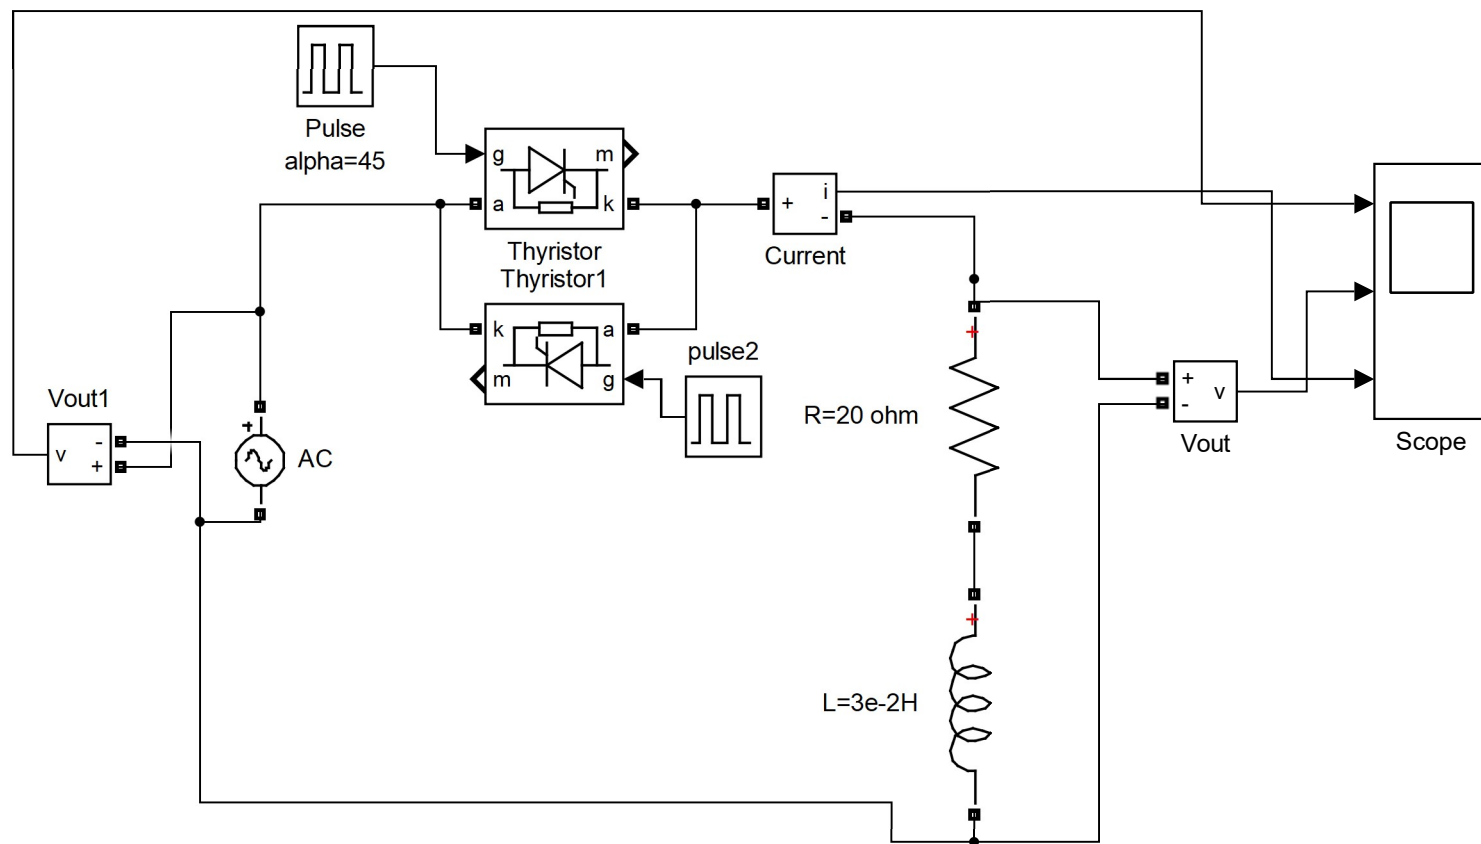 Pulse
alpha=45
g
m
a
k
Thyristor
Thyristor1
k
a
m
g
pulse2
+
i
-
Current
Vout1
v
-
+
+
AC
+
R=20 ohm
+
L=3e-2H
+
-
v
Vout
Scope